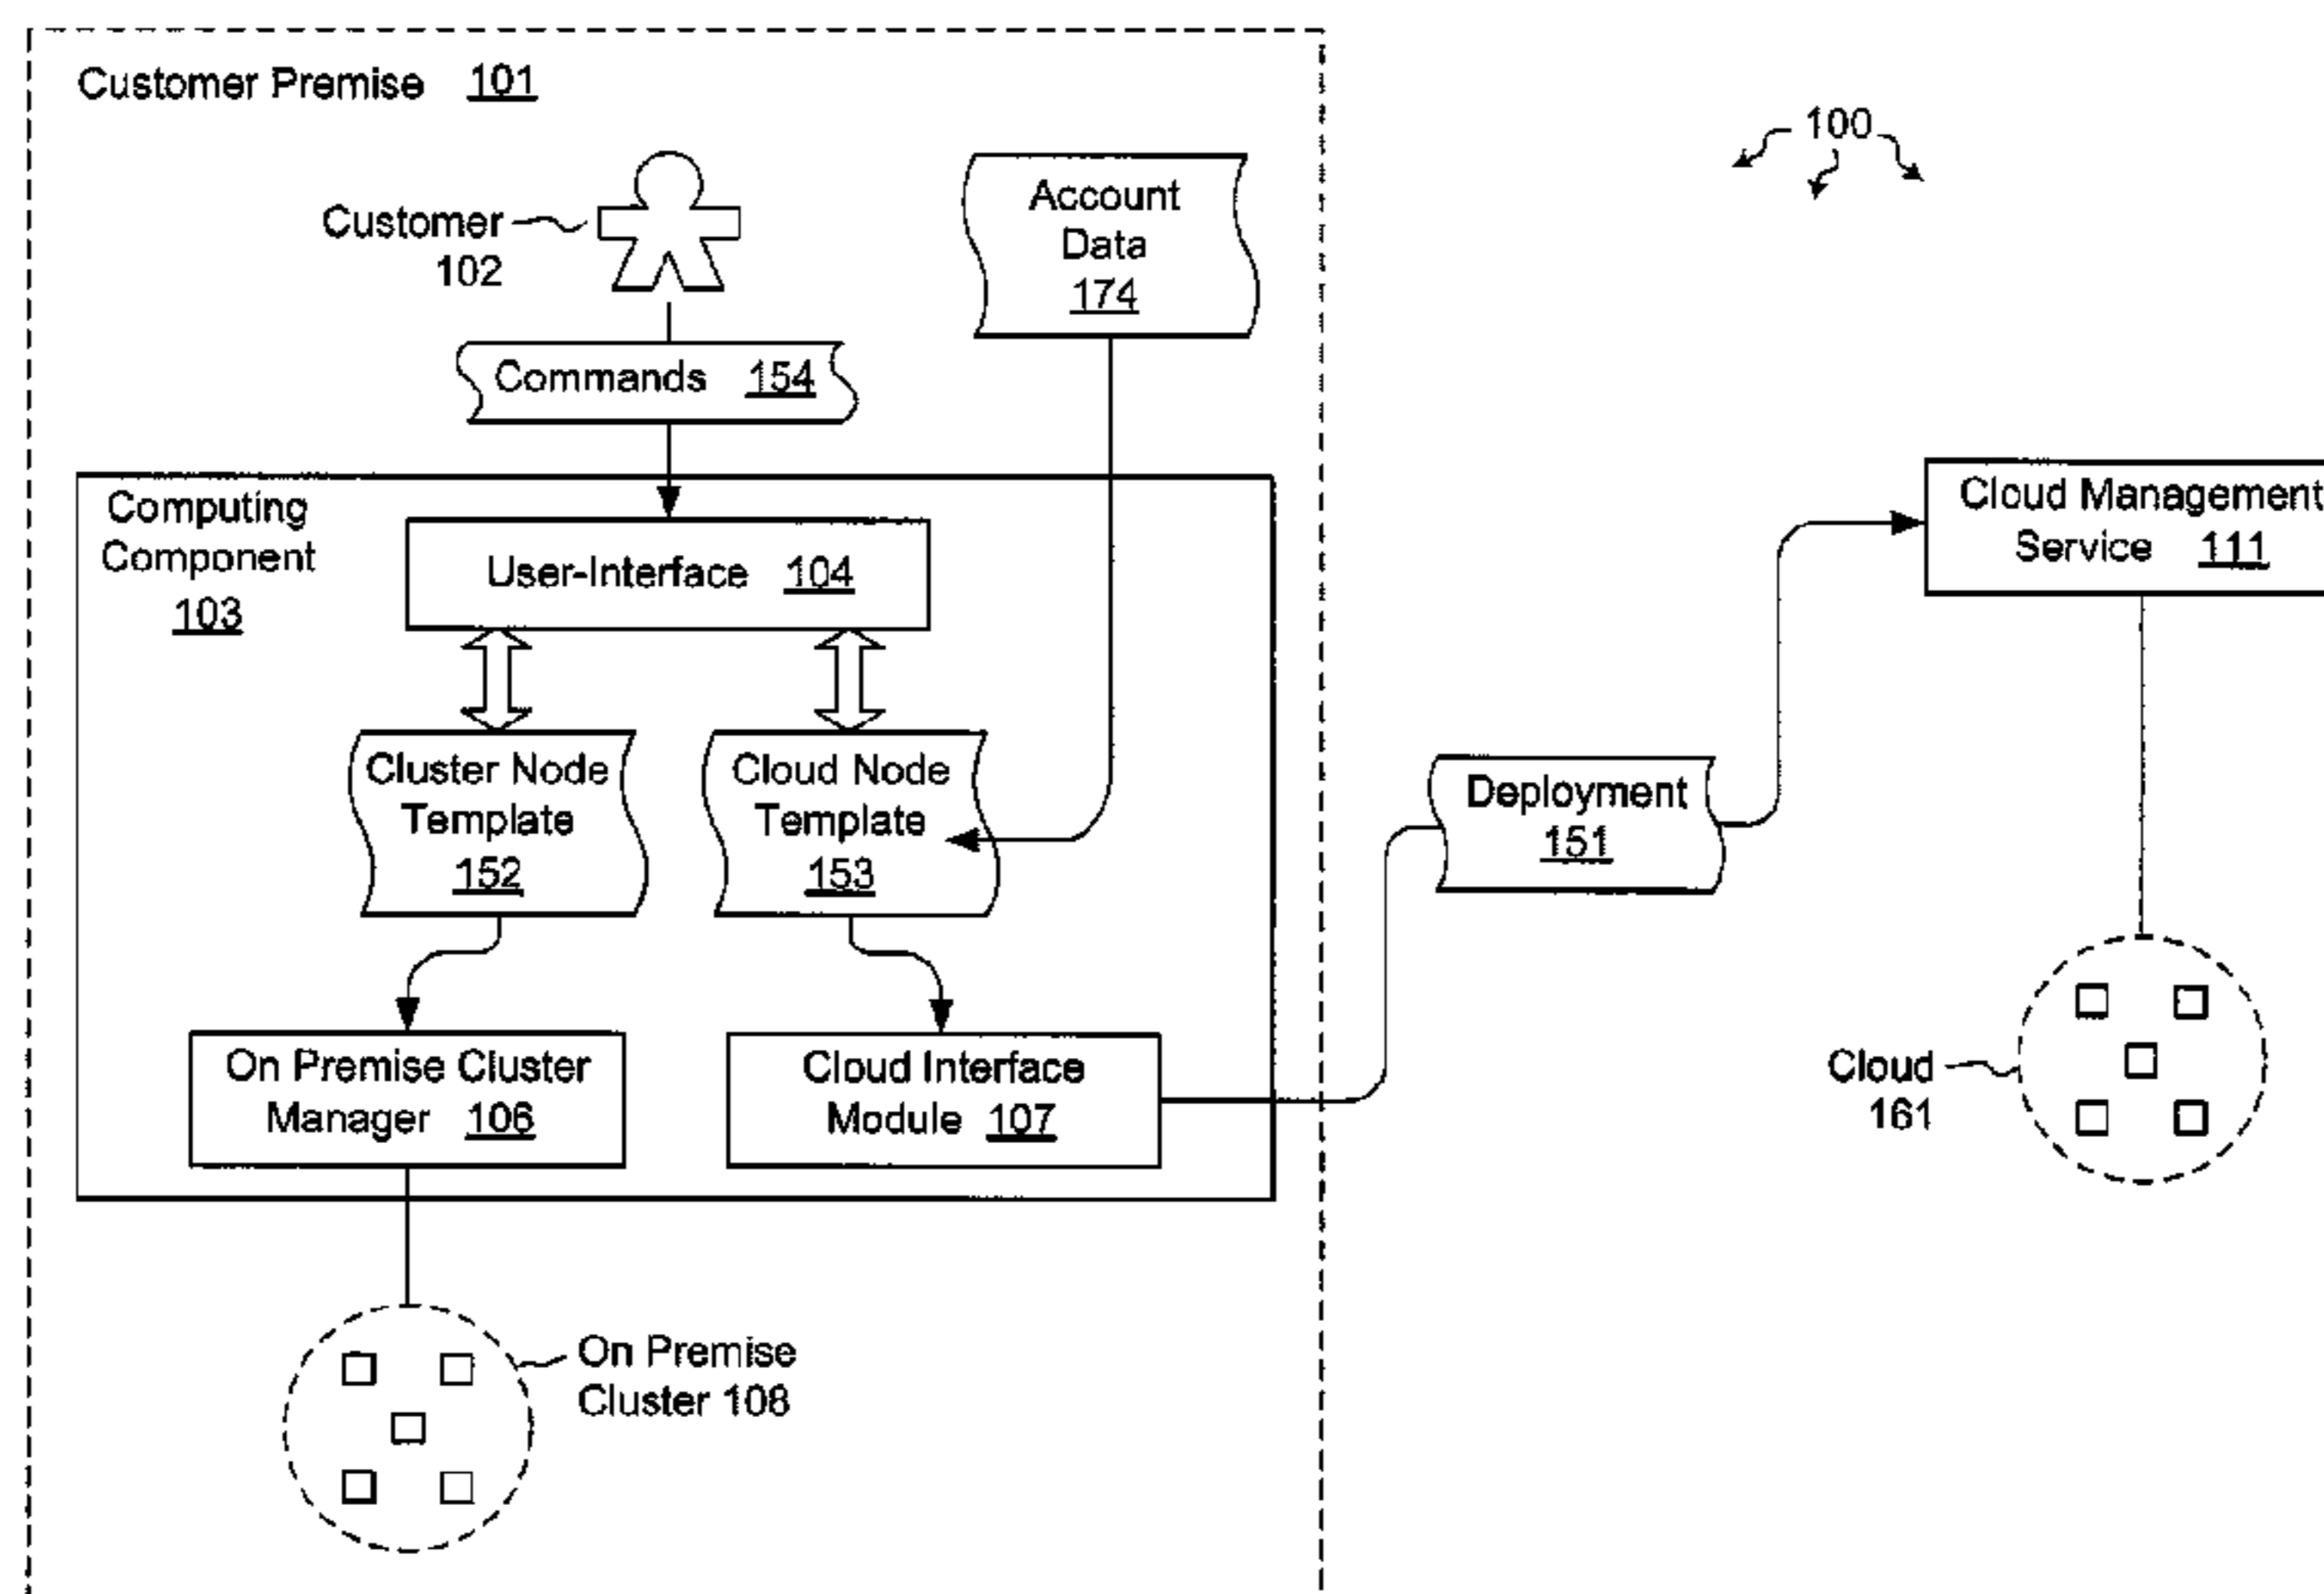 Customer Premise 101
100
Customer
102
Account
Data
174
Commands 154
Computing
Component
103
User-Interface 104
Cloud Management
Service 111
Cluster Node
Template
152
Cloud Node
Template
153
Deployment
151
On Premise Cluster
Manager 106
Cloud Interface
Module 107
Cloud
161
On Premise
Cluster 108